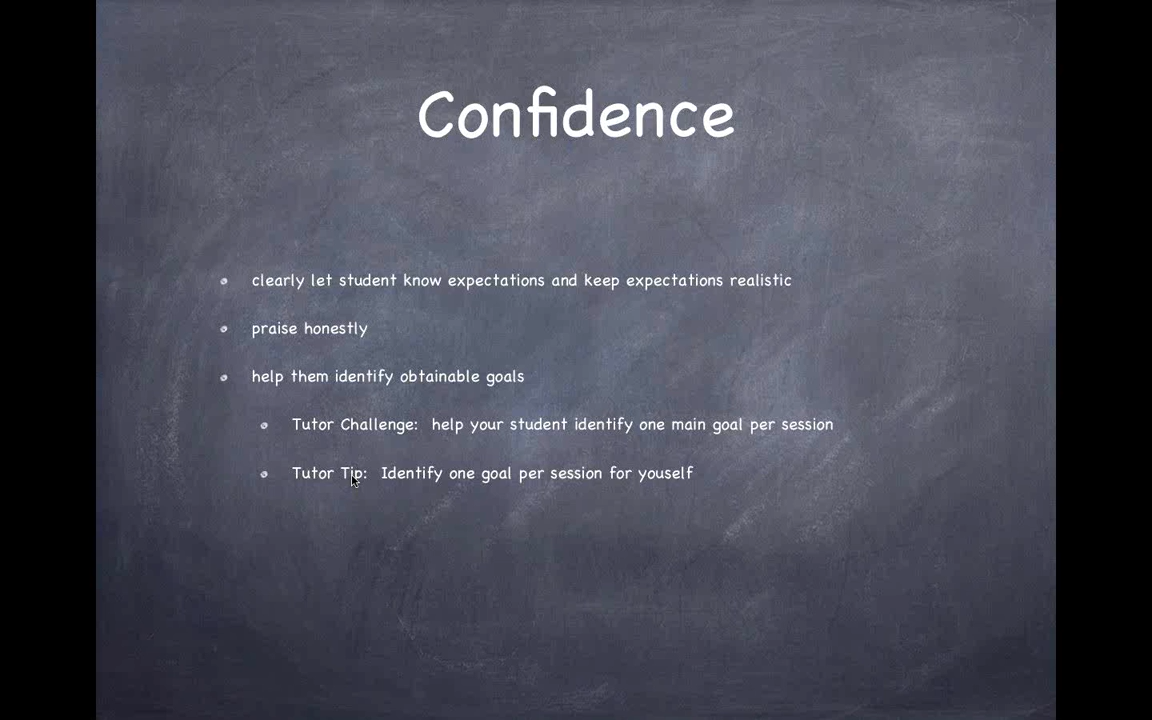 Confidence
clearly let student know expectations and keep expectations realistic
praise honestly
help them identify obtainable goals
Tutor Challenge: help your student identify one main goal per session
Tutor Tip: Identify one goal per session for youself